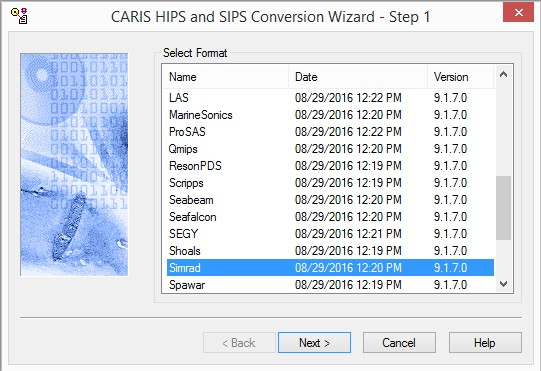 CARIS HIPS and SIPS Conversion Wizard - Step 1
Select Format
Name Date Version
LAS 08/29/2016 12:22 PM 9.1.7.0
MarineSonics 08/29/2016 12:20 PM 9.1.7.0
ProSAS 08/29/2016 12:20 PM 9.1.7.0
Qmips 08/29/2016 12:20 PM 9.1.7.0
ResonPDS 08/29/2016 12:19 PM 9.1.7.0
Scripps 08/29/2016 12:19 PM 9.1.7.0
Seabeam 08/29/2016 12:20 PM 9.1.7.0
Seafalcon 08/29/2016 12:20 PM 9.1.7.0
SEGY 08/29/2016 12:21 PM 9.1.7.0
Shoals 08/29/2016 12:19 PM 9.1.7.0
Simrad 08/29/2016 12:20 PM 9.1.7.0
Spawar 08/29/2016 12:19 PM 9.1.7.0
< Back Next > Cancel Help